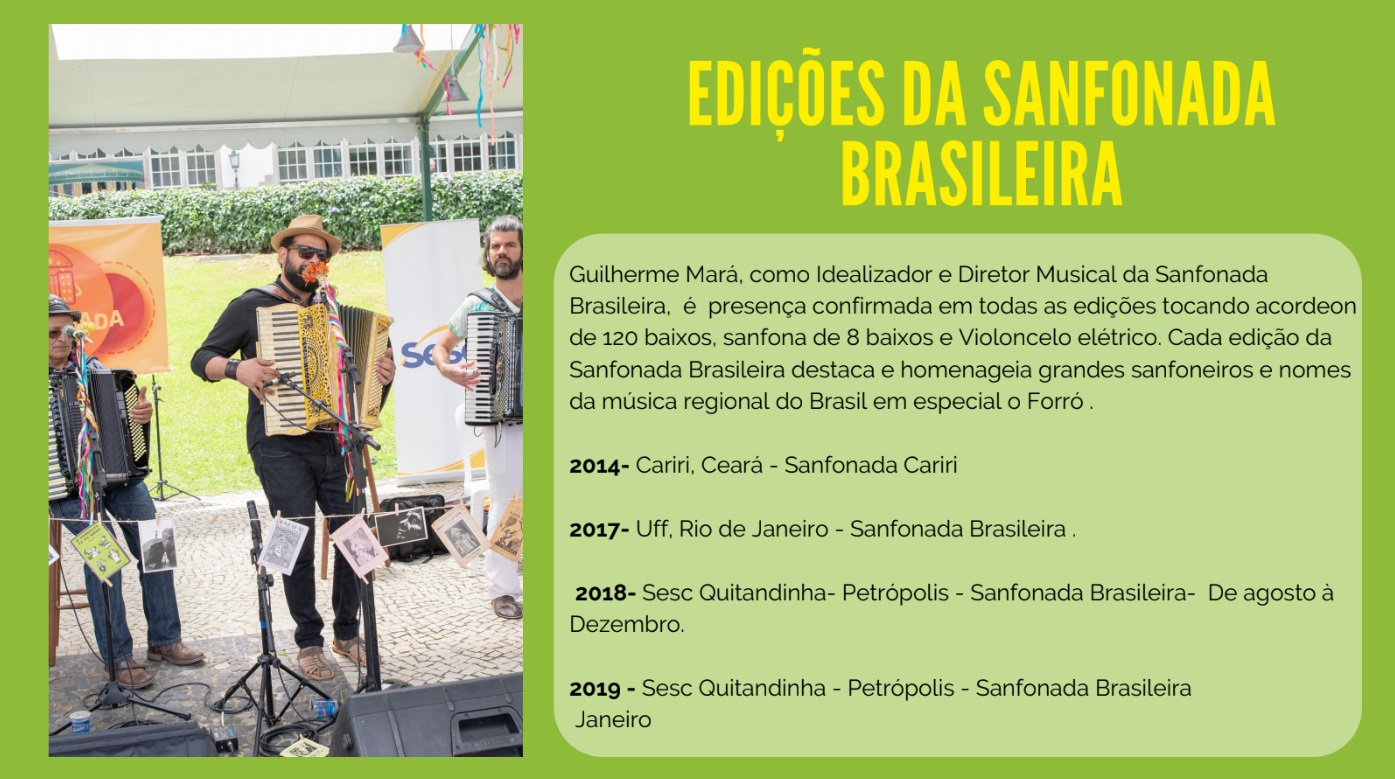 EDIÇÕES DA SANFONADA
BRASILEIRA
Guilherme Mará, como Idealizador e Diretor Musical da Sanfonada
Brasileira, é presença confirmada em todas as edições tocando acordeon
de 120 baixos, sanfona de 8 baixos e Violoncelo elétrico. Cada edição da
Sanfonada Brasileira destaca e homenageia grandes sanfoneiros e nomes
da música regional do Brasil em especial o Forró .
2014- Cariri, Ceará - Sanfonada Cariri
2017- Uff, Rio de Janeiro - Sanfonada Brasileira .
2018- Sesc Quitandinha- Petrópolis - Sanfonada Brasileira- De agosto à
Dezembro.
2019 - Sesc Quitandinha - Petrópolis - Sanfonada Brasileira
Janeiro